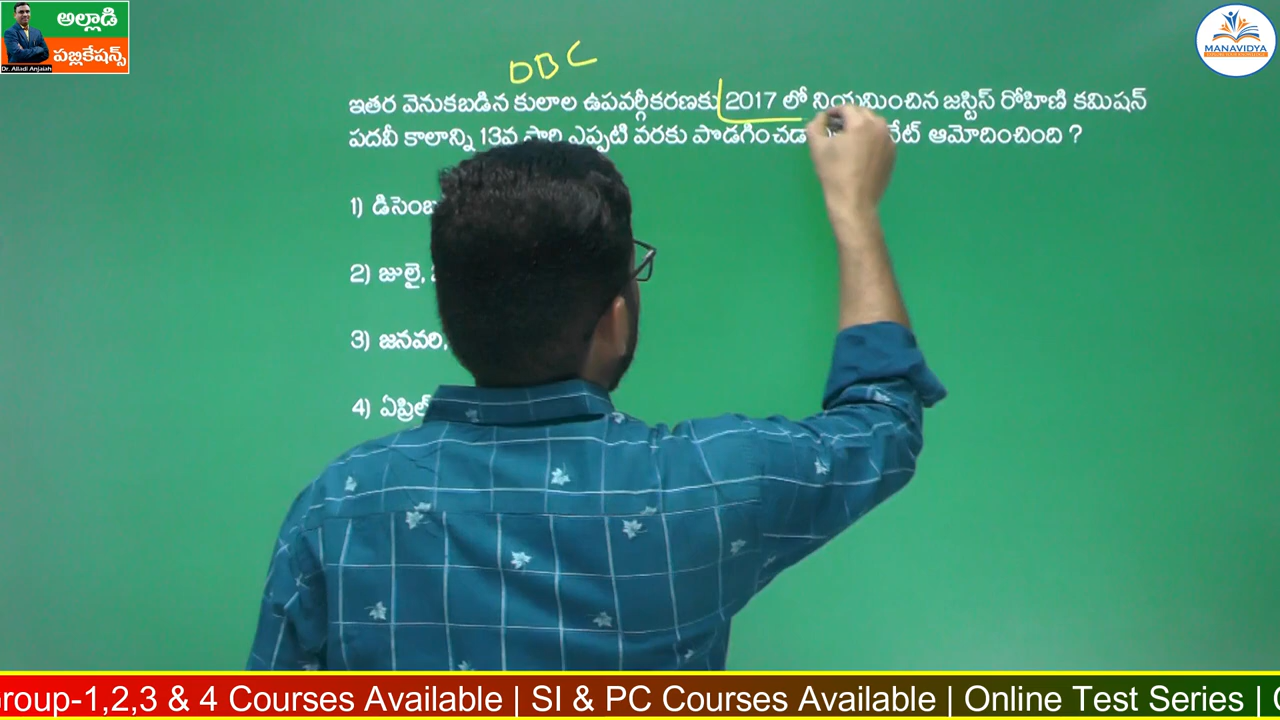 అల్లాడి
పబ్లికేషన్స్
Dr. Alladi Anjaiah
MANAVIDYA
OBC
ఇతర వెనుకబడిన కులాల ఉపవర్గీకరణకు 2017 లో నియమించిన జస్టిస్ రోహిణి కమిషన్
పదవీ కాలాన్ని 13వ సారి ఎప్పటి వరకు పొడగించడ ఆమోదించింది ?
1)
2) జులై,
3) జనవరి,
4) ఏప్రిల్
Group-1,2,3 & 4 Courses Available | SI & PC Courses Available | Online Test Series |